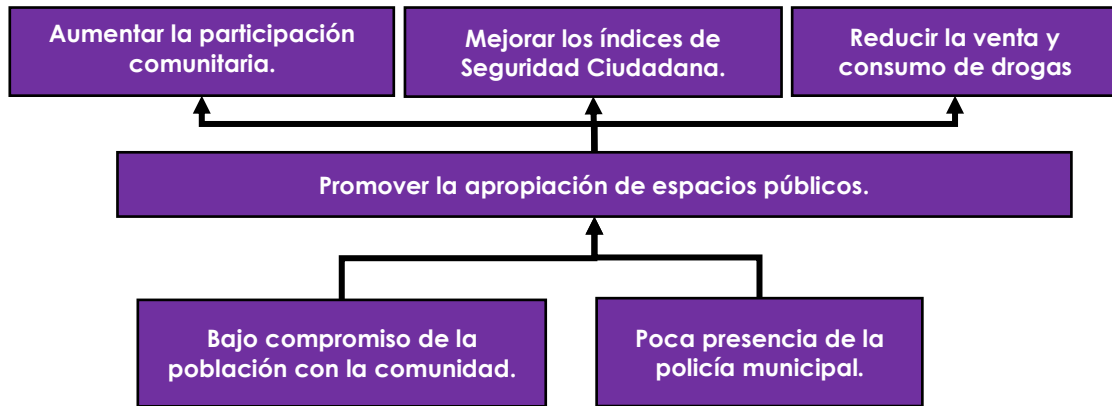 Aumentar la participación
comunitaria.
Mejorar los índices de
Seguridad Ciudadana.
Reducir la venta y
consumo de drogas
Promover la apropiación de espacios públicos.
Bajo compromiso de la
población con la comunidad.
Poca presencia de la
policía municipal.